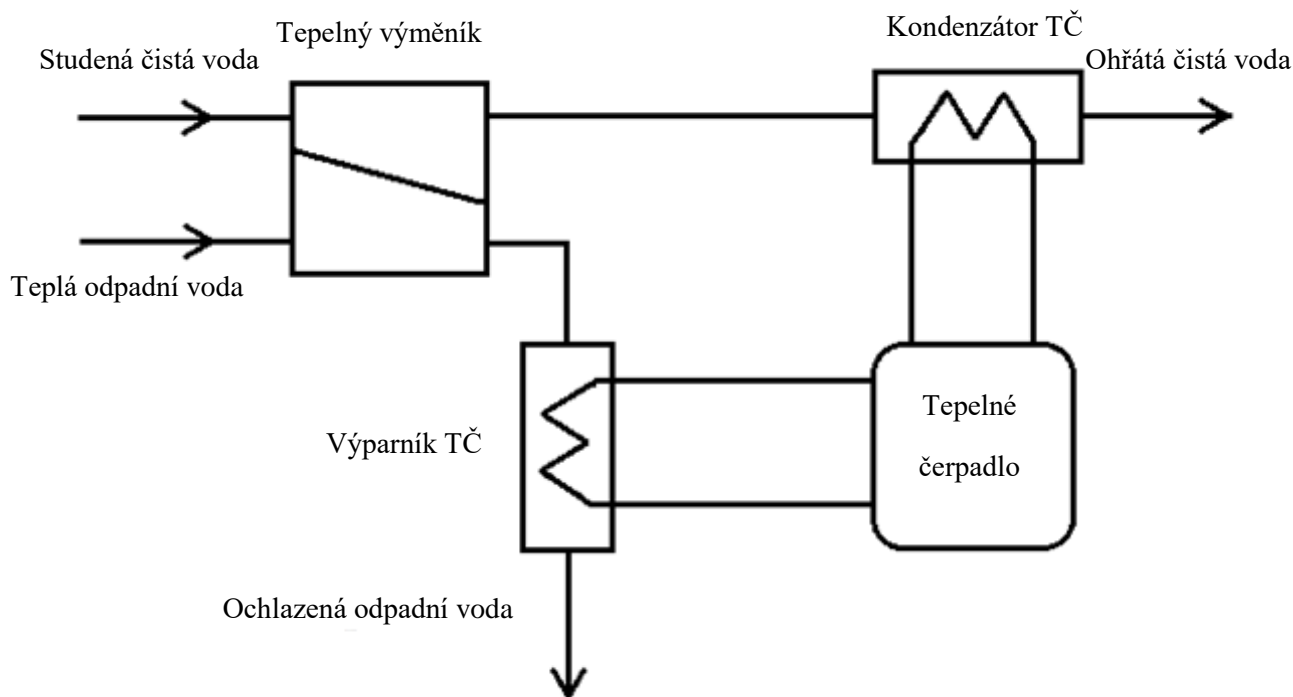 Tepelný výměník
Kondenzátor TČ
Studená čistá voda
Ohřátá čistá voda
Teplá odpadní voda
Výparník TČ
Tepelné
čerpadlo
Ochlazená odpadní voda